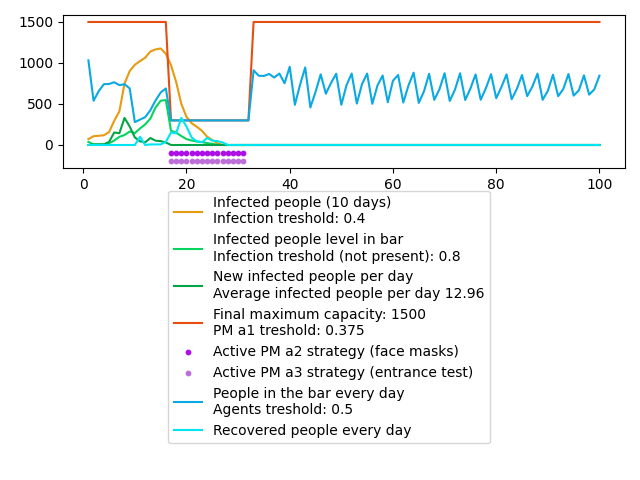 1500
1000
500
0
0 20 40 60 80 100
Infected people (10 days)
Infection treshold: 0.4
Infected people level in bar
Infection treshold (not present): 0.8
New infected people per day
Average infected people per day 12.96
Final maximum capacity: 1500
PM a1 treshold: 0.375
Active PM a2 strategy (face masks)
Active PM a3 strategy (entrance test)
People in the bar every day
Agents treshold: 0.5
Recovered people every day